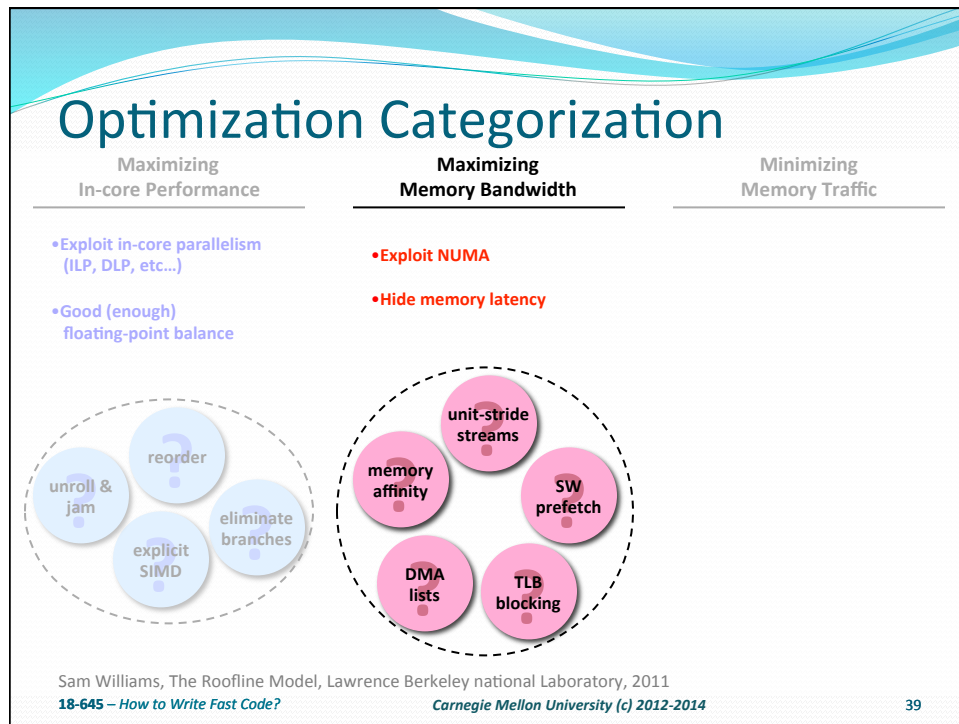 Optimization Categorization
Maximizing
In-core Performance
Maximizing
Memory Bandwidth
Minimizing
Memory Traffic
•Exploit in-core parallelism
(ILP, DLP, etc…)
•Good (enough)
floating-point balance
•Exploit NUMA
•Hide memory latency
?
reorder
?
unroll &
jam
?
eliminate
branches
?
explicit
SIMD
?
unit-stride
streams
?
memory
affinity
?
SW
prefetch
?
DMA
lists
?
TLB
blocking
Sam Williams, The Roofline Model, Lawrence Berkeley national Laboratory, 2011
18-645 – How to Write Fast Code?
Carnegie Mellon University (c) 2012-2014
39